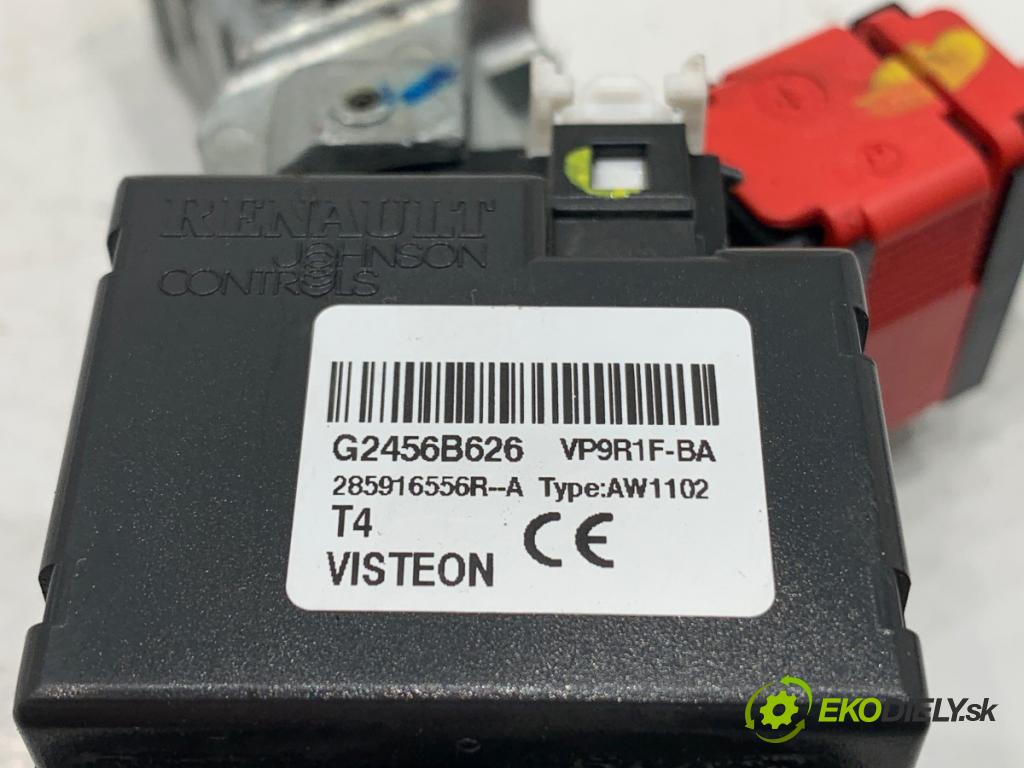 RENAULT
JOHNSON
CONTROLS
G2456B626 VP9R1F-BA
285916556R--A Type:AW1102
T4
CE
VISTEON
EKODIELY.sk